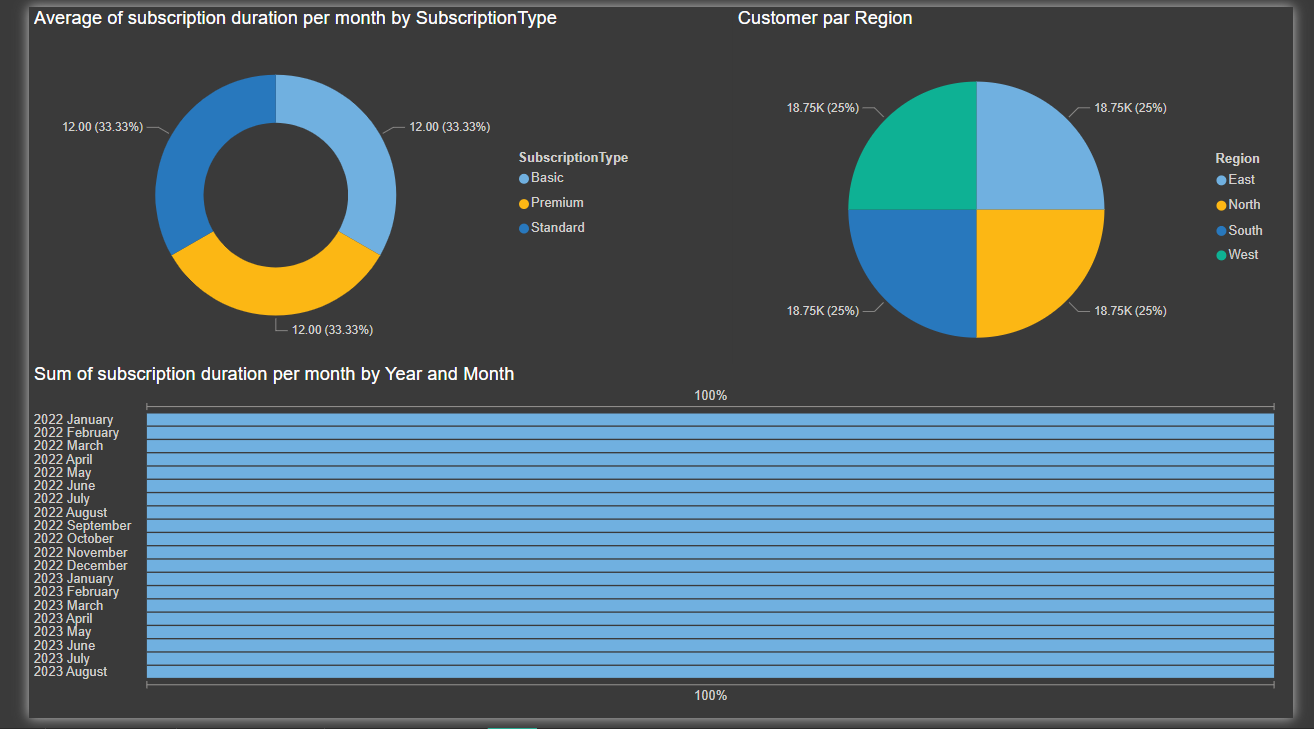 Average of subscription duration per month by SubscriptionType
12.00 (33.33%)
12.00 (33.33%)
12.00 (33.33%)
SubscriptionType
Basic
Premium
Standard
Customer par Region
18.75K (25%)
18.75K (25%)
18.75K (25%)
18.75K (25%)
Region
East
North
South
West
Sum of subscription duration per month by Year and Month
100%
2022 January
2022 February
2022 March
2022 April
2022 May
2022 June
2022 July
2022 August
2022 September
2022 October
2022 November
2022 December
2023 January
2023 February
2023 March
2023 April
2023 May
2023 June
2023 July
2023 August
100%